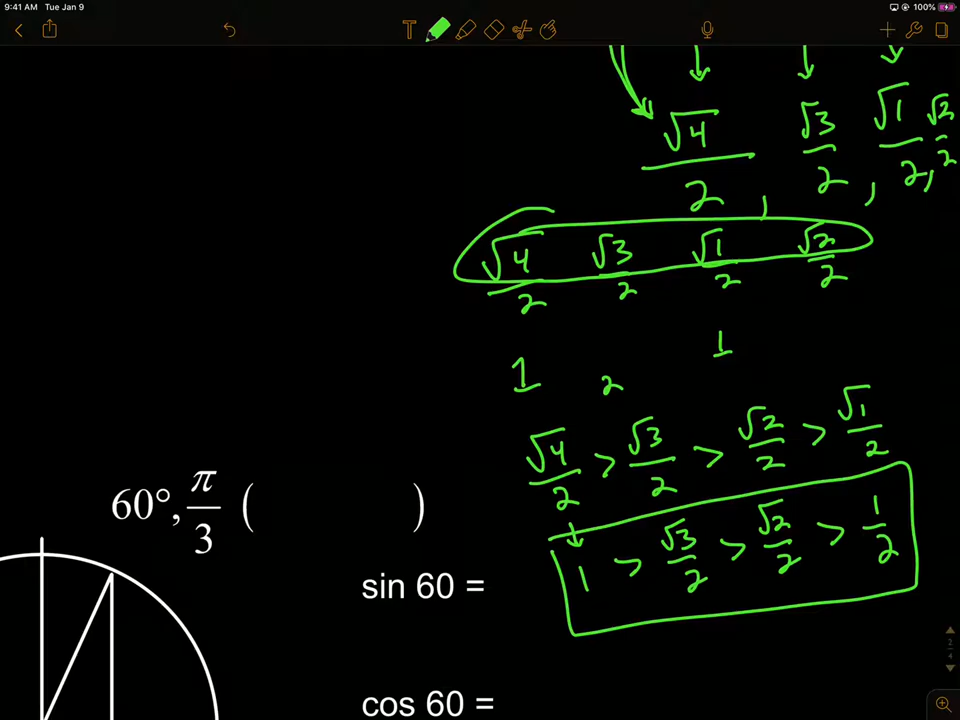 9:41 AM Tue Jan 9 100%
T
√4/2, √3/2, √1/2, √2/2
√4/2 √3/2 √1/2 √2/2
1 2 1
√4/2 > √3/2 > √2/2 > √1/2
1 > √3/2 > √2/2 > 1/2
60°, π/3 ( )
sin 60 =
cos 60 =
2
4